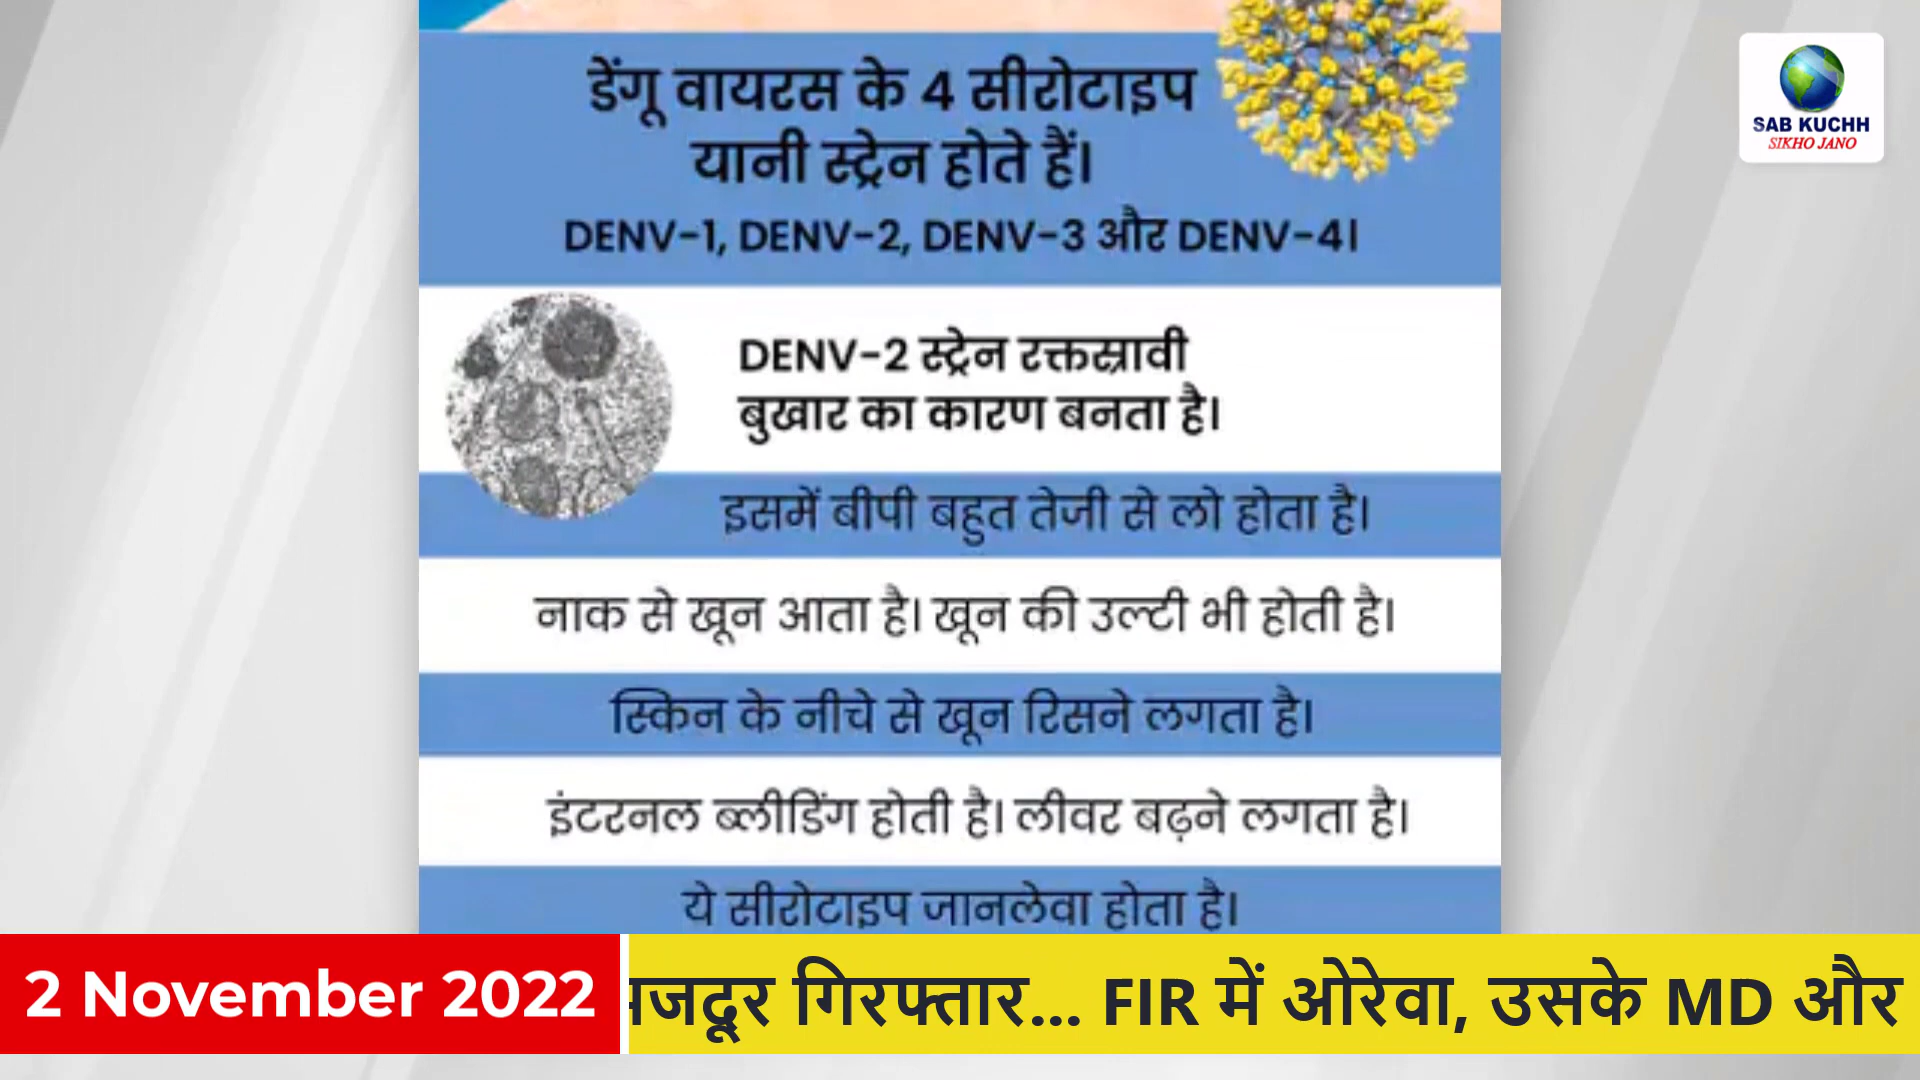 डेंगू वायरस के 4 सीरोटाइप
यानी स्ट्रेन होते हैं।
DENV-1, DENV-2, DENV-3 और DENV-4।
SAB KUCHH
SIKHO JANO
DENV-2 स्ट्रेन रक्तस्रावी
बुखार का कारण बनता है।
इसमें बीपी बहुत तेजी से लो होता है।
नाक से खून आता है। खून की उल्टी भी होती है।
स्किन के नीचे से खून रिसने लगता है।
इंटरनल ब्लीडिंग होती है। लीवर बढ़ने लगता है।
ये सीरोटाइप जानलेवा होता है।
2 November 2022
गिरफ्तार... FIR में ओरेवा, उसके MD और